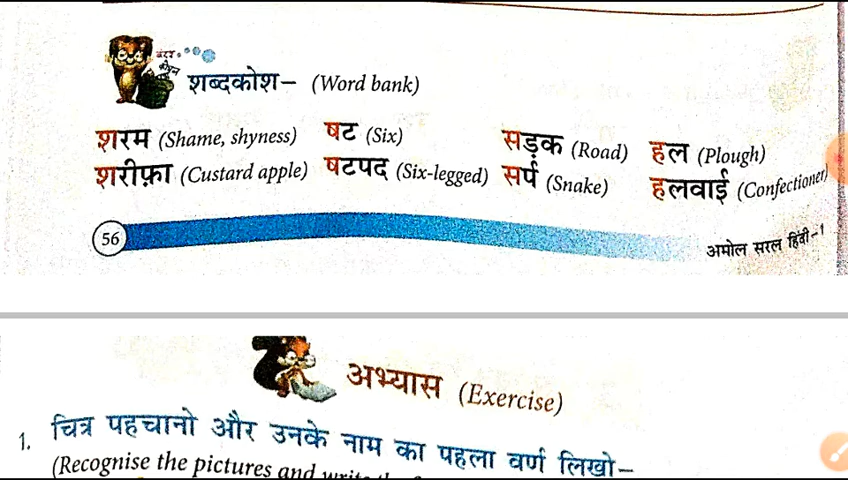 शब्दकोश– (Word bank)
शरम (Shame, shyness) षट (Six) सड़क (Road) हल (Plough)
शरीफ़ा (Custard apple) षटपद (Six-legged) सर्प (Snake) हलवाई (Confectioner)
56 अमोल सरल हिंदी–1
अभ्यास (Exercise)
1. चित्र पहचानो और उनके नाम का पहला वर्ण लिखो–
(Recognise the pictures and write